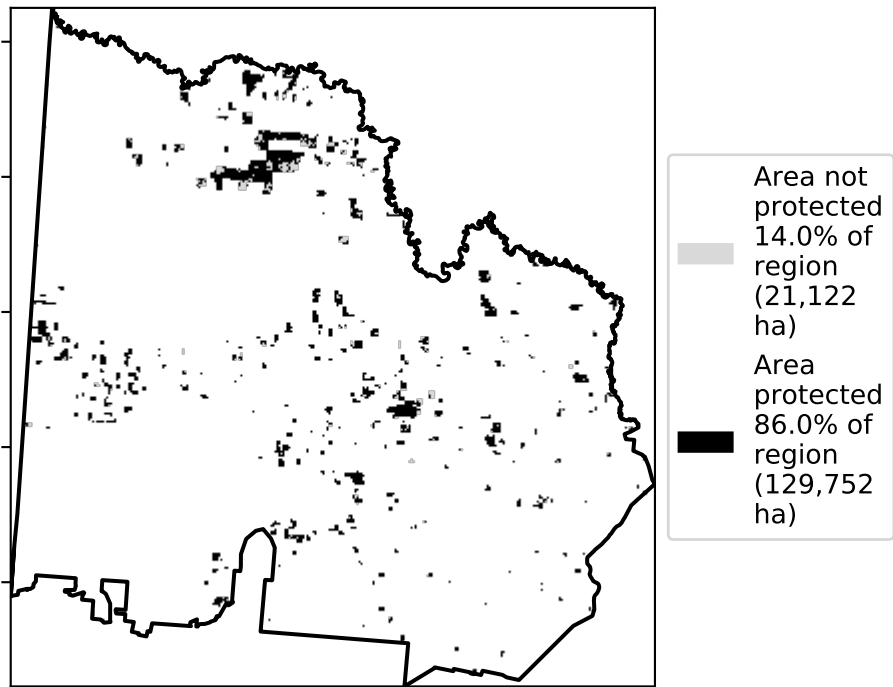 Area not
protected
14.0% of
region
(21,122
ha)
Area
protected
86.0% of
region
(129,752
ha)